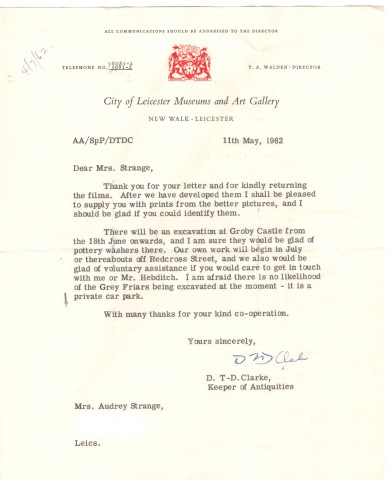 ALL COMMUNICATIONS SHOULD BE ADDRESSED TO THE DIRECTOR
4/7/62
TELEPHONE NO. 5081-2
T. A. WALDEN · DIRECTOR
City of Leicester Museums and Art Gallery
NEW WALK · LEICESTER
AA/SpP/DTDC
11th May, 1962
Dear Mrs. Strange,
Thank you for your letter and for kindly returning
the films. After we have developed them I shall be pleased
to supply you with prints from the better pictures, and I
should be glad if you could identify them.
There will be an excavation at Groby Castle from
the 18th June onwards, and I am sure they would be glad of
pottery washers there. Our own work will begin in July
or thereabouts off Redcross Street, and we also would be
glad of voluntary assistance if you would care to get in touch
with me or Mr. Hebditch. I am afraid there is no likelihood
of the Grey Friars being excavated at the moment - it is a
private car park.
With many thanks for your kind co-operation.
Yours sincerely,
D T-D Clarke
D. T-D. Clarke,
Keeper of Antiquities
Mrs. Audrey Strange,
Leics.